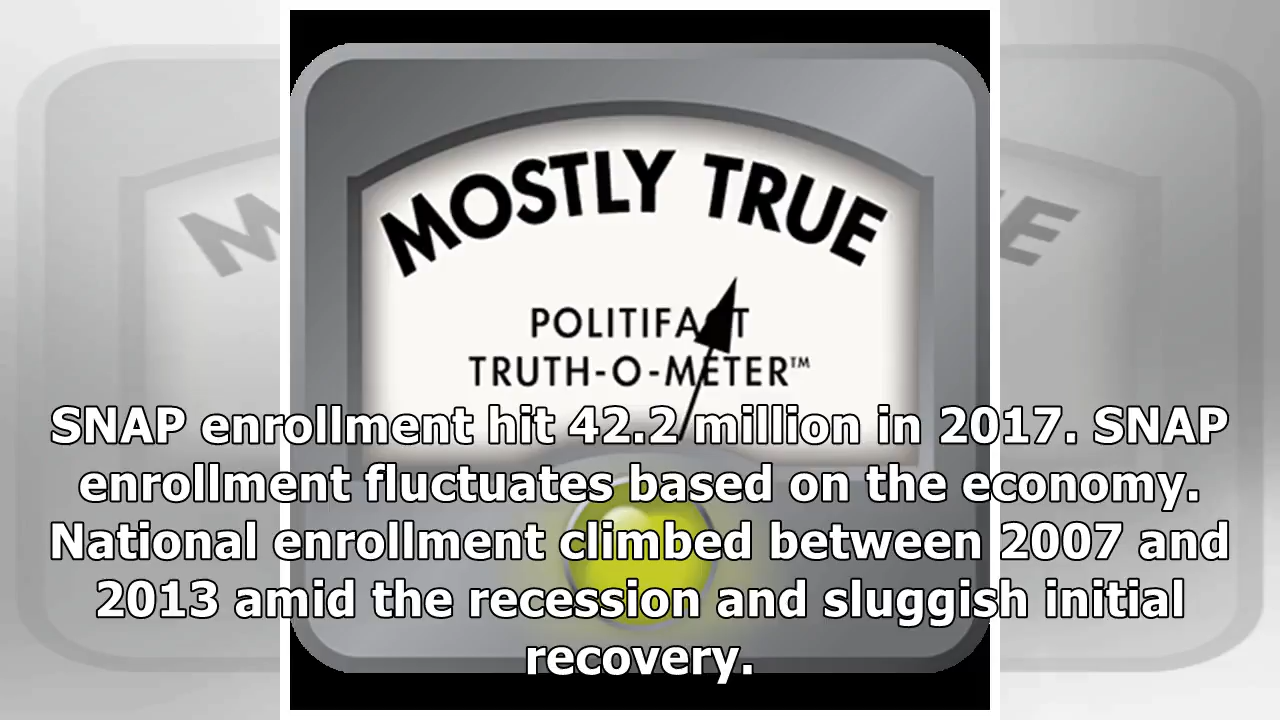 MOSTLY TRUE
POLITIFACT
TRUTH-O-METER™
SNAP enrollment hit 42.2 million in 2017. SNAP
enrollment fluctuates based on the economy.
National enrollment climbed between 2007 and
2013 amid the recession and sluggish initial
recovery.